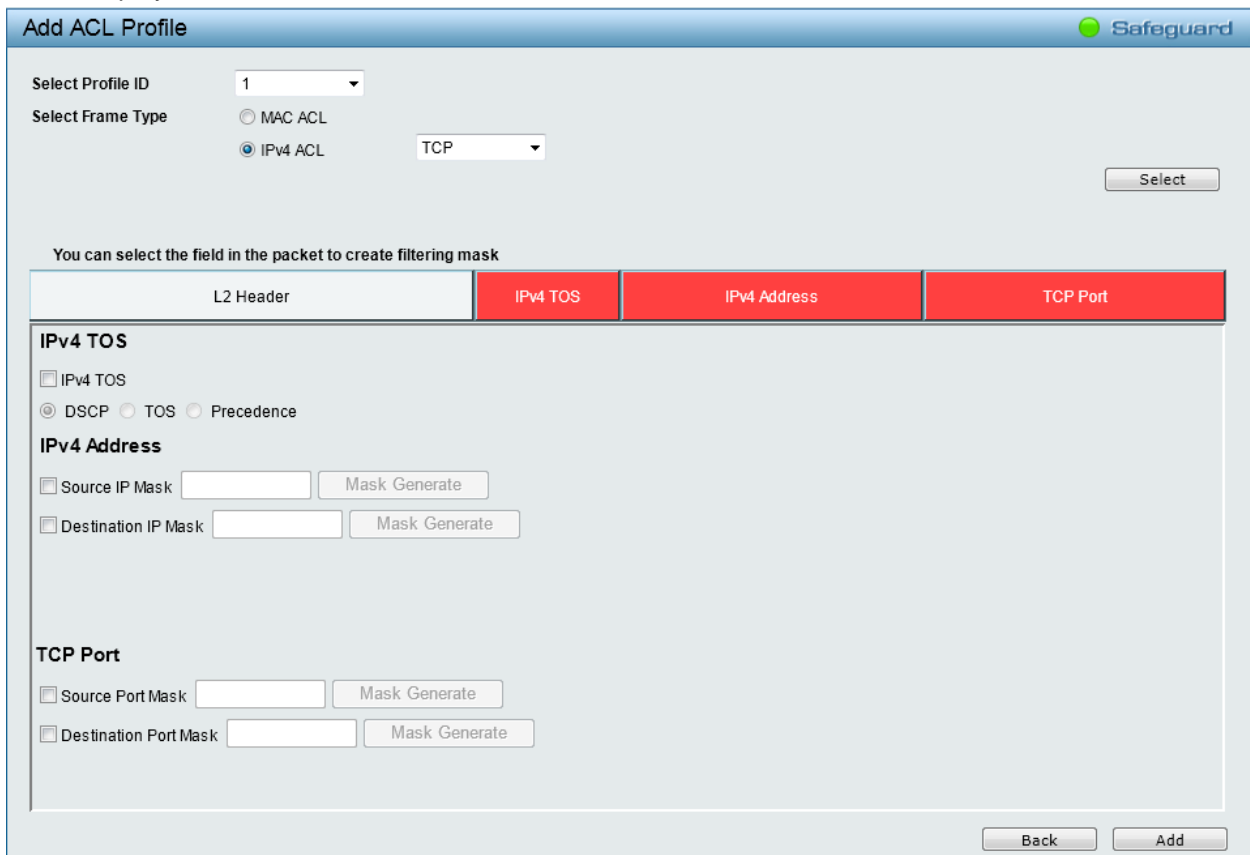 Add ACL Profile
Safeguard
Select Profile ID 1
Select Frame Type MAC ACL
IPv4 ACL TCP
Select
You can select the field in the packet to create filtering mask
L2 Header IPv4 TOS IPv4 Address TCP Port
IPv4 TOS
IPv4 TOS
DSCP TOS Precedence
IPv4 Address
Source IP Mask Mask Generate
Destination IP Mask Mask Generate
TCP Port
Source Port Mask Mask Generate
Destination Port Mask Mask Generate
Back Add